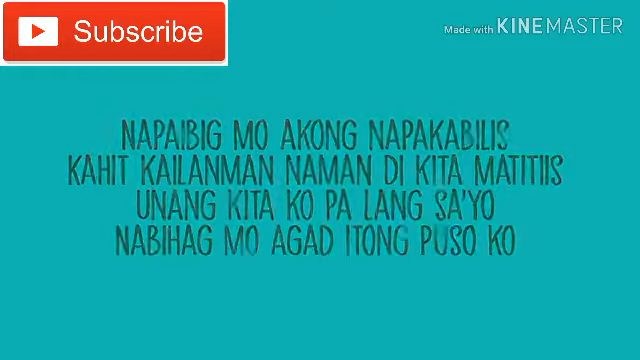 Subscribe
Made with KINEMASTER
NAPAIBIG MO AKONG NAPAKABILIS
KAHIT KAILANMAN NAMAN DI KITA MATITIIS
UNANG KITA KO PA LANG SA'YO
NABIHAG MO AGAD ITONG PUSO KO